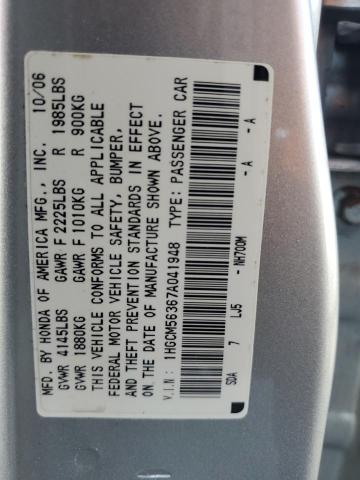 MFD. BY HONDA OF AMERICA MFG., INC. 10/06
GVWR 4145LBS GAWR F 2225LBS R 1985LBS
GVWR 1880KG GAWR F 1010KG R 900KG
THIS VEHICLE CONFORMS TO ALL APPLICABLE
FEDERAL MOTOR VEHICLE SAFETY, BUMPER,
AND THEFT PREVENTION STANDARDS IN EFFECT
ON THE DATE OF MANUFACTURE SHOWN ABOVE.
V.I.N: 1HGCM56367A041948 TYPE: PASSENGER CAR
SDA 7 LJ5 -NH700M -A -A